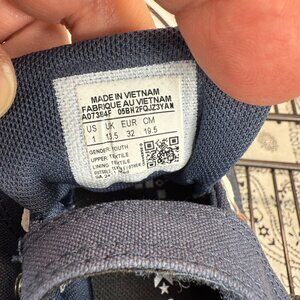 MADE IN VIETNAM
FABRIQUE AU VIETNAM
A07384F 05BH2FQJZ3YAM
US UK EUR CM
1 13.5 32 19.5
GENDER: YOUTH
UPPER: TEXTILE
LINING: TEXTILE